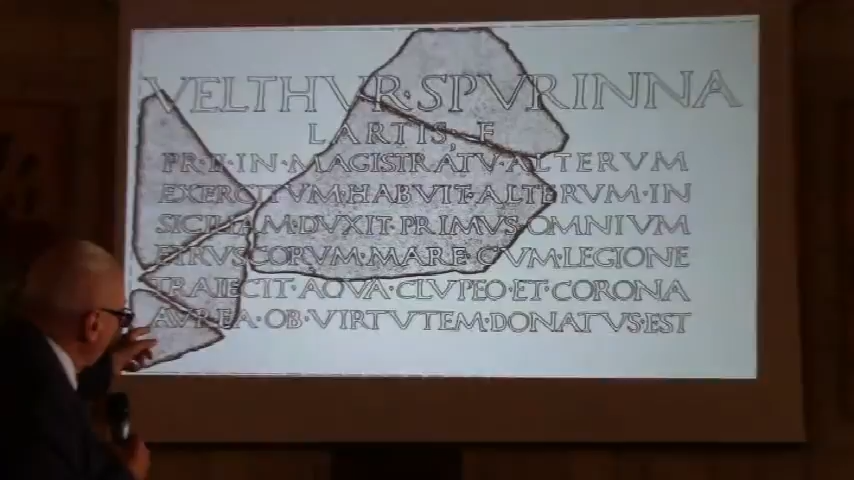 VELTHVR·SPVRINNA
LARTIS·F
PR·II·IN·MAGISTRATV·ALTERVM
EXERCITVM·HABVIT·ALTERVM·IN
SICILIAM·DVXIT·PRIMVS·OMNIVM
ETRVSCORVM·MARE·CVM·LEGIONE
TRAIECIT·AQVA·CLVPEO·ET·CORONA
AVREA·OB·VIRTVTEM·DONATVS·EST